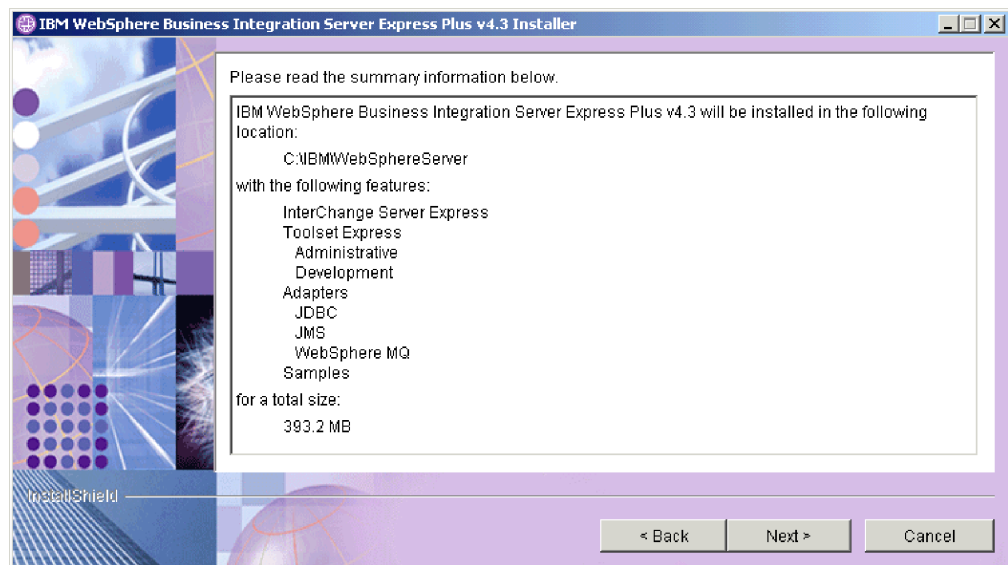 IBM WebSphere Business Integration Server Express Plus v4.3 Installer
Please read the summary information below.
IBM WebSphere Business Integration Server Express Plus v4.3 will be installed in the following
location:
C:\IBM\WebSphereServer
with the following features:
InterChange Server Express
Toolset Express
Administrative
Development
Adapters
JDBC
JMS
WebSphere MQ
Samples
for a total size:
393.2 MB
InstallShield
< Back
Next >
Cancel